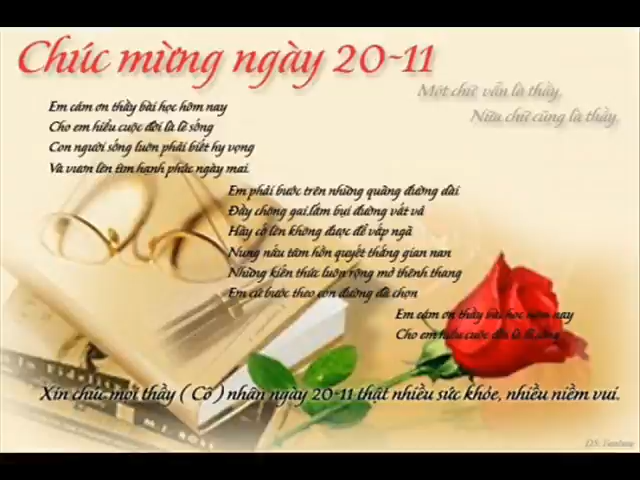 Chúc mừng ngày 20-11
Một chữ vẫn là thầy,
Nửa chữ cũng là thầy.
Em cám ơn thầy bài học hôm nay
Cho em hiểu cuộc đời là lẽ sống
Con người sống luôn phải biết hy vọng
Và vươn lên tìm hạnh phúc ngày mai.
Em phải bước trên những quãng đường dài
Đầy chông gai, lấm bụi đường vất vả
Hãy cố lên không được để vấp ngã
Nung nấu tâm hồn quyết thắng gian nan
Những kiến thức luôn rộng mở thênh thang
Em cứ bước theo con đường đã chọn
Em cám ơn thầy bài học hôm nay
Cho em hiểu cuộc đời là lẽ sống
Xin chúc mọi thầy ( Cô ) nhân ngày 20-11 thật nhiều sức khỏe, nhiều niềm vui.